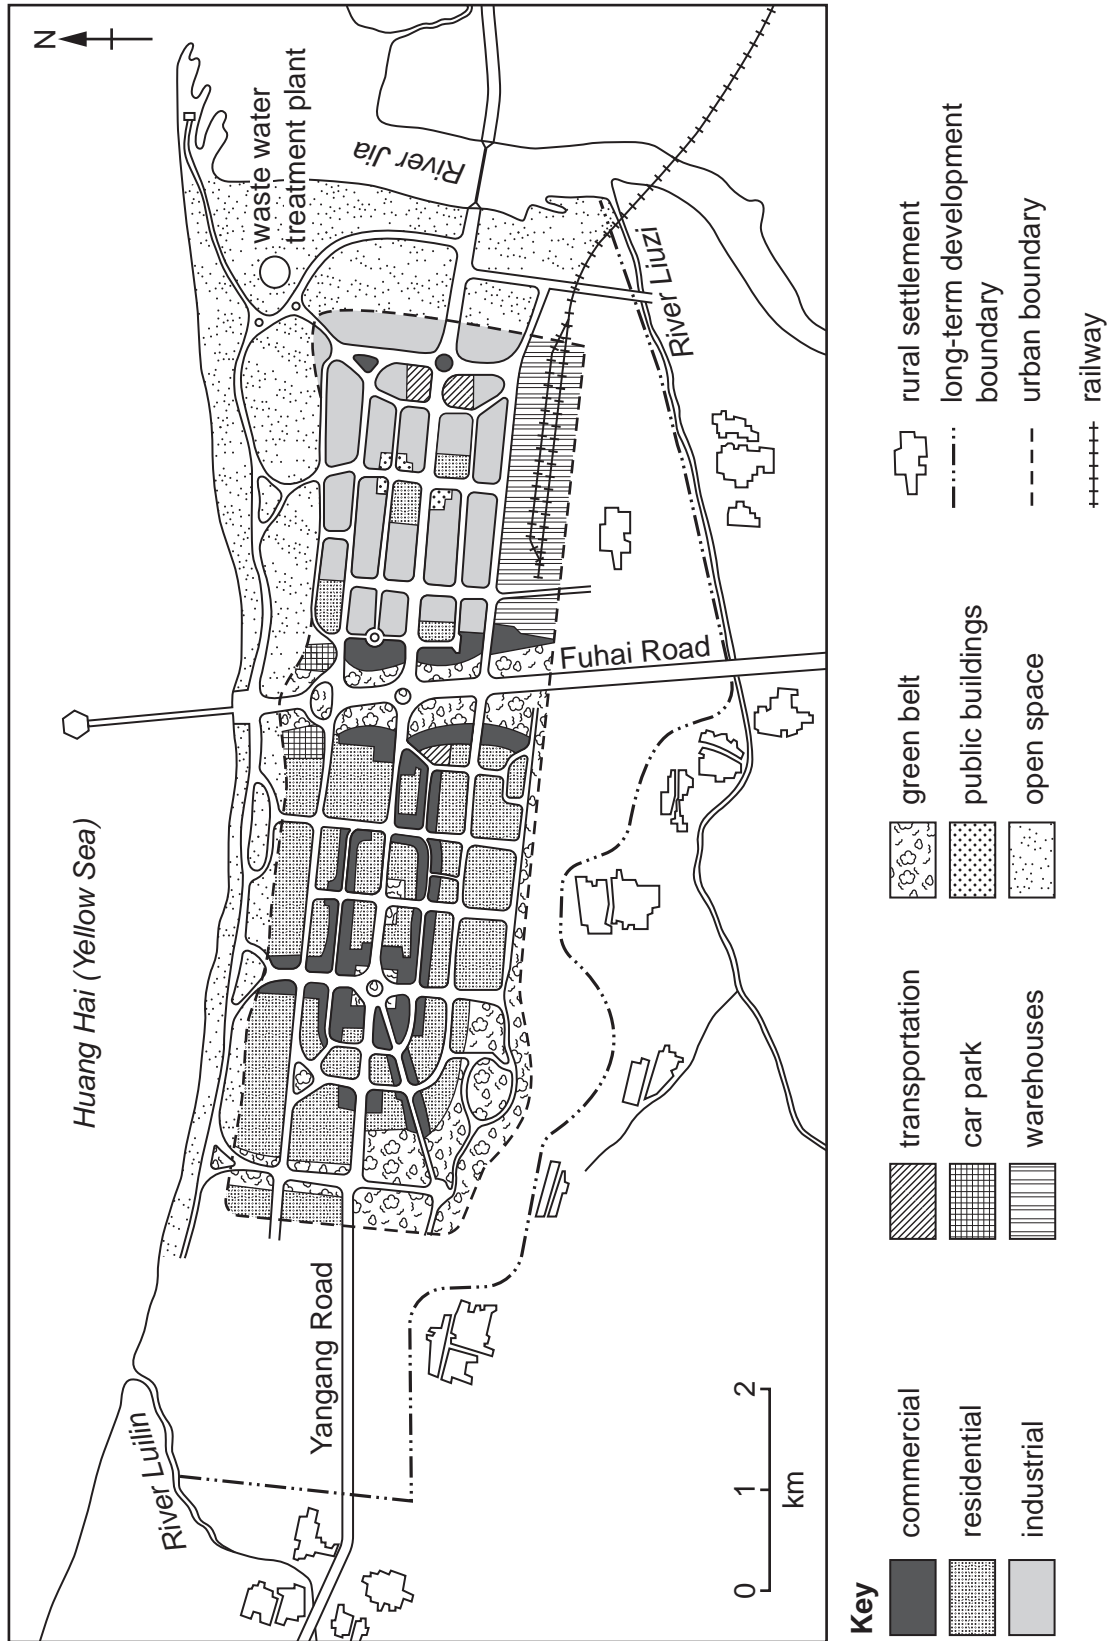 N
Huang Hai (Yellow Sea)
waste water
treatment plant
River Jia
River Liuzi
Fuhai Road
Yangang Road
River Luilin
0
1
2
km
Key
commercial
residential
industrial
transportation
car park
warehouses
green belt
public buildings
open space
rural settlement
long-term development
boundary
urban boundary
railway